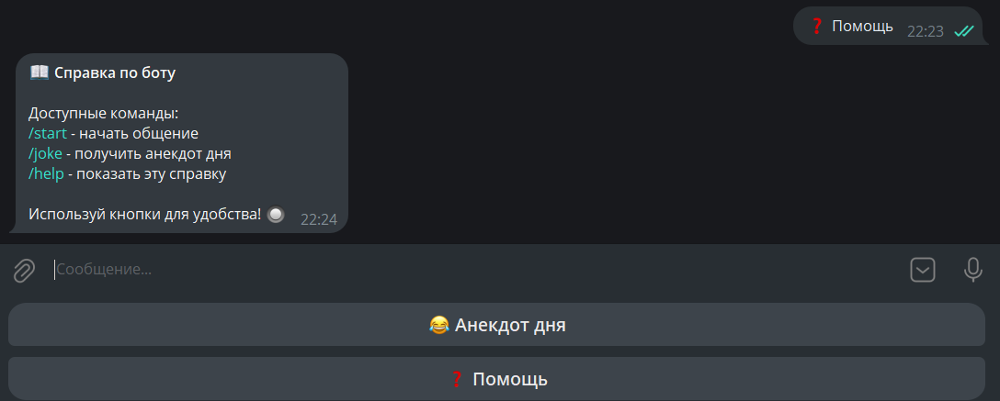 ❓ Помощь 22:23
📖 Справка по боту
Доступные команды:
/start - начать общение
/joke - получить анекдот дня
/help - показать эту справку
Используй кнопки для удобства! 🔘 22:24
Сообщение...
😂 Анекдот дня
❓ Помощь